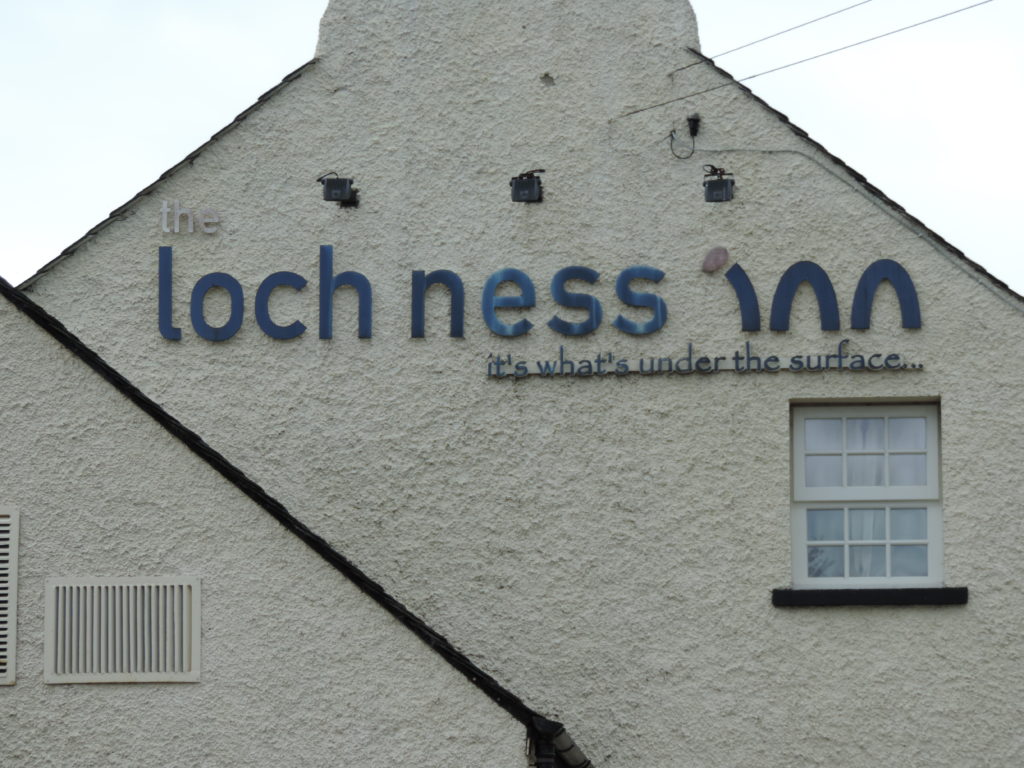 the
loch ness inn
it's what's under the surface...